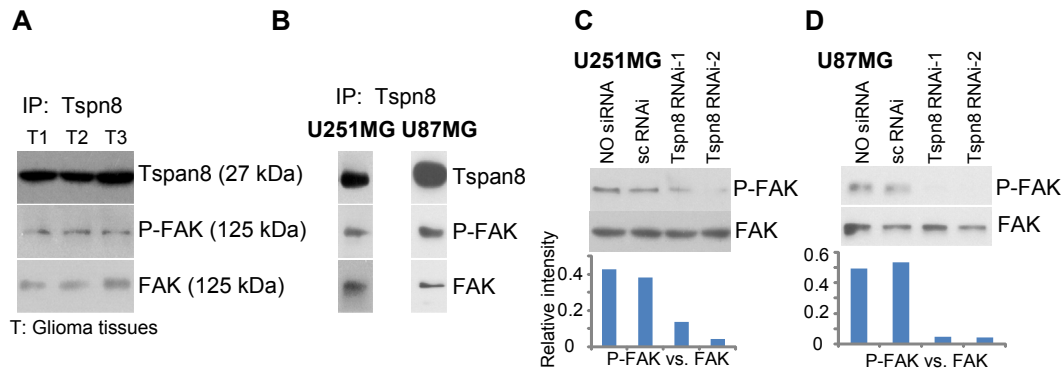 A
IP: Tspn8
T1 T2 T3
Tspan8 (27 kDa)
P-FAK (125 kDa)
FAK (125 kDa)
T: Glioma tissues
B
IP: Tspn8
U251MG U87MG
Tspan8
P-FAK
FAK
C
U251MG
NO siRNA
sc RNAi
Tspn8 RNAi-1
Tspn8 RNAi-2
P-FAK
FAK
Relative intensity
0.4
0.2
0
P-FAK vs. FAK
D
U87MG
NO siRNA
sc RNAi
Tspn8 RNAi-1
Tspn8 RNAi-2
P-FAK
FAK
0.6
0.4
0.2
0
P-FAK vs. FAK